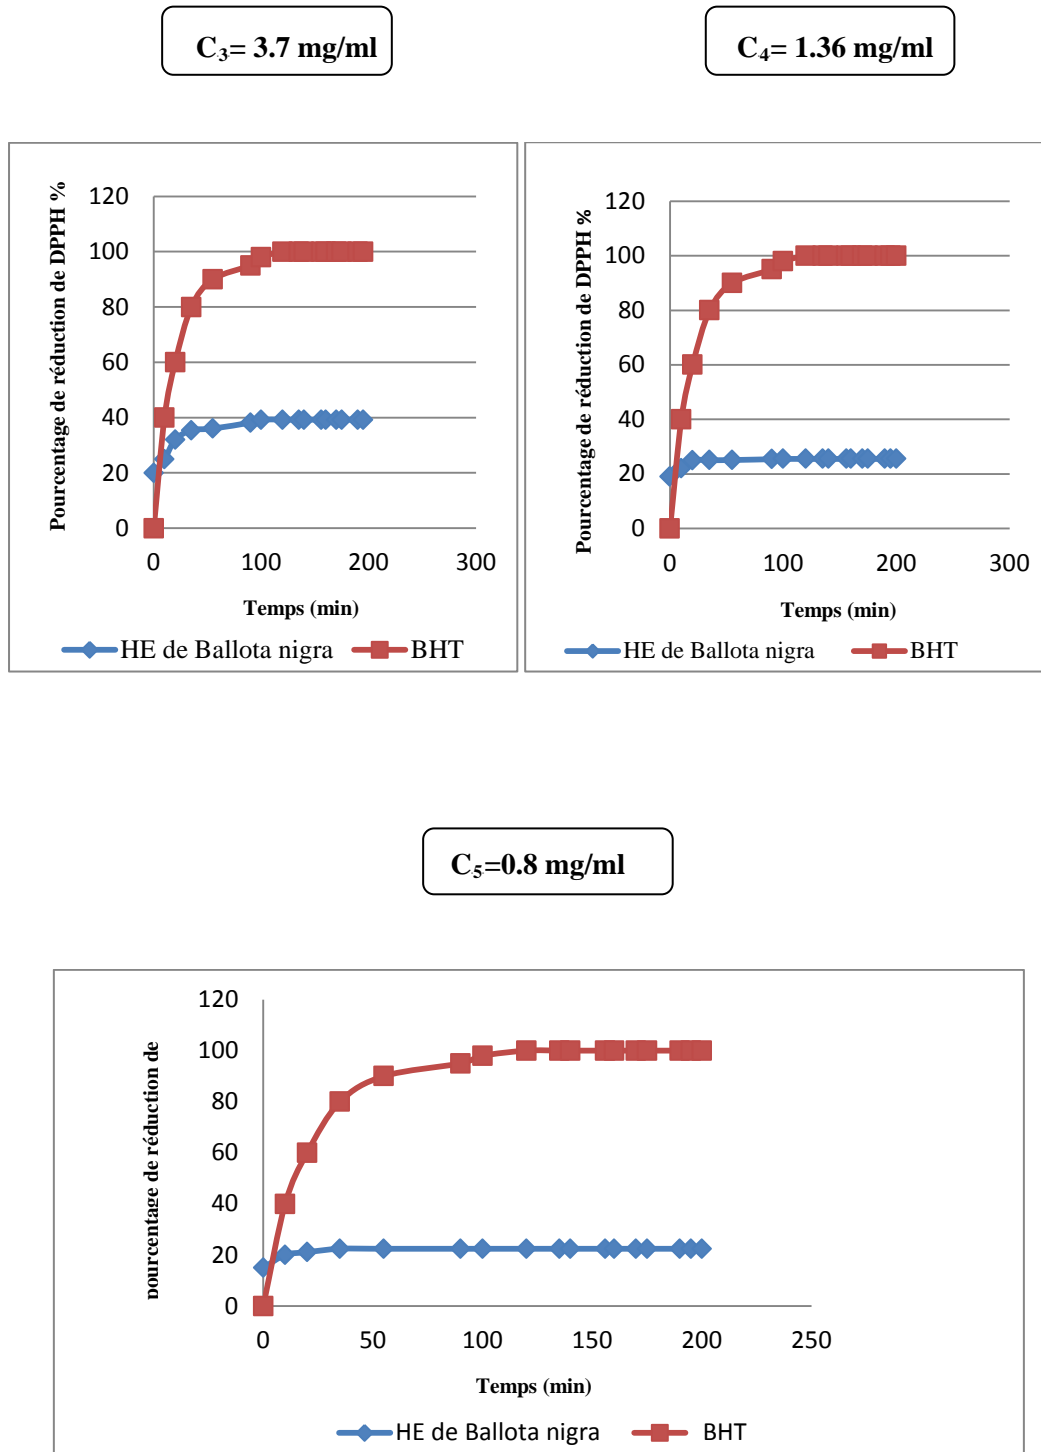 C₃= 3.7 mg/ml
C₄= 1.36 mg/ml
Pourcentage de réduction de DPPH %
120
100
80
60
40
20
0
0 100 200 300
Temps (min)
HE de Ballota nigra BHT
Pourcentage de réduction de DPPH %
120
100
80
60
40
20
0
0 100 200 300
Temps (min)
HE de Ballota nigra BHT
C₅=0.8 mg/ml
pourcentage de réduction de
120
100
80
60
40
20
0
0 50 100 150 200 250
Temps (min)
HE de Ballota nigra BHT